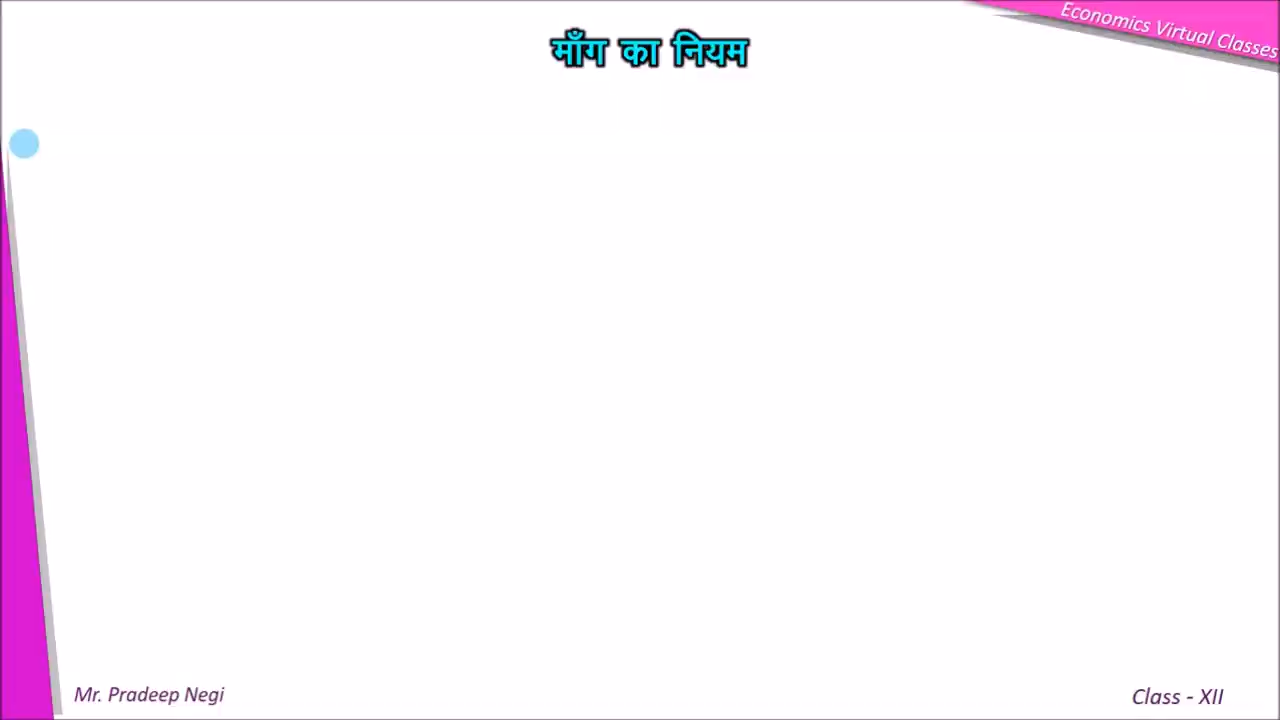 Economics Virtual Classes
माँग का नियम
Mr. Pradeep Negi
Class - XII